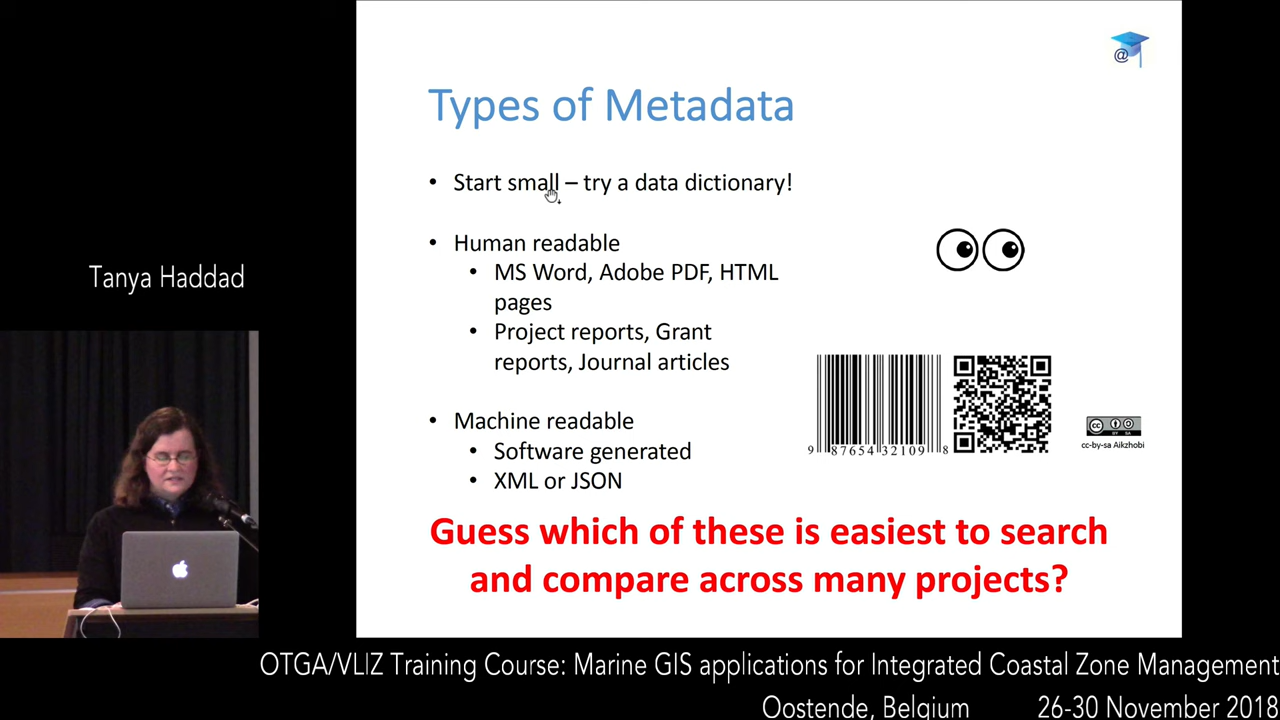 @
Types of Metadata
• Start small – try a data dictionary!
• Human readable
• MS Word, Adobe PDF, HTML
pages
• Project reports, Grant
reports, Journal articles
• Machine readable
• Software generated
• XML or JSON
9 87654 32109 8
cc BY SA
cc-by-sa Aikzhobi
Guess which of these is easiest to search
and compare across many projects?
Tanya Haddad
OTGA/VLIZ Training Course: Marine GIS applications for Integrated Coastal Zone Management
Oostende, Belgium 26-30 November 2018